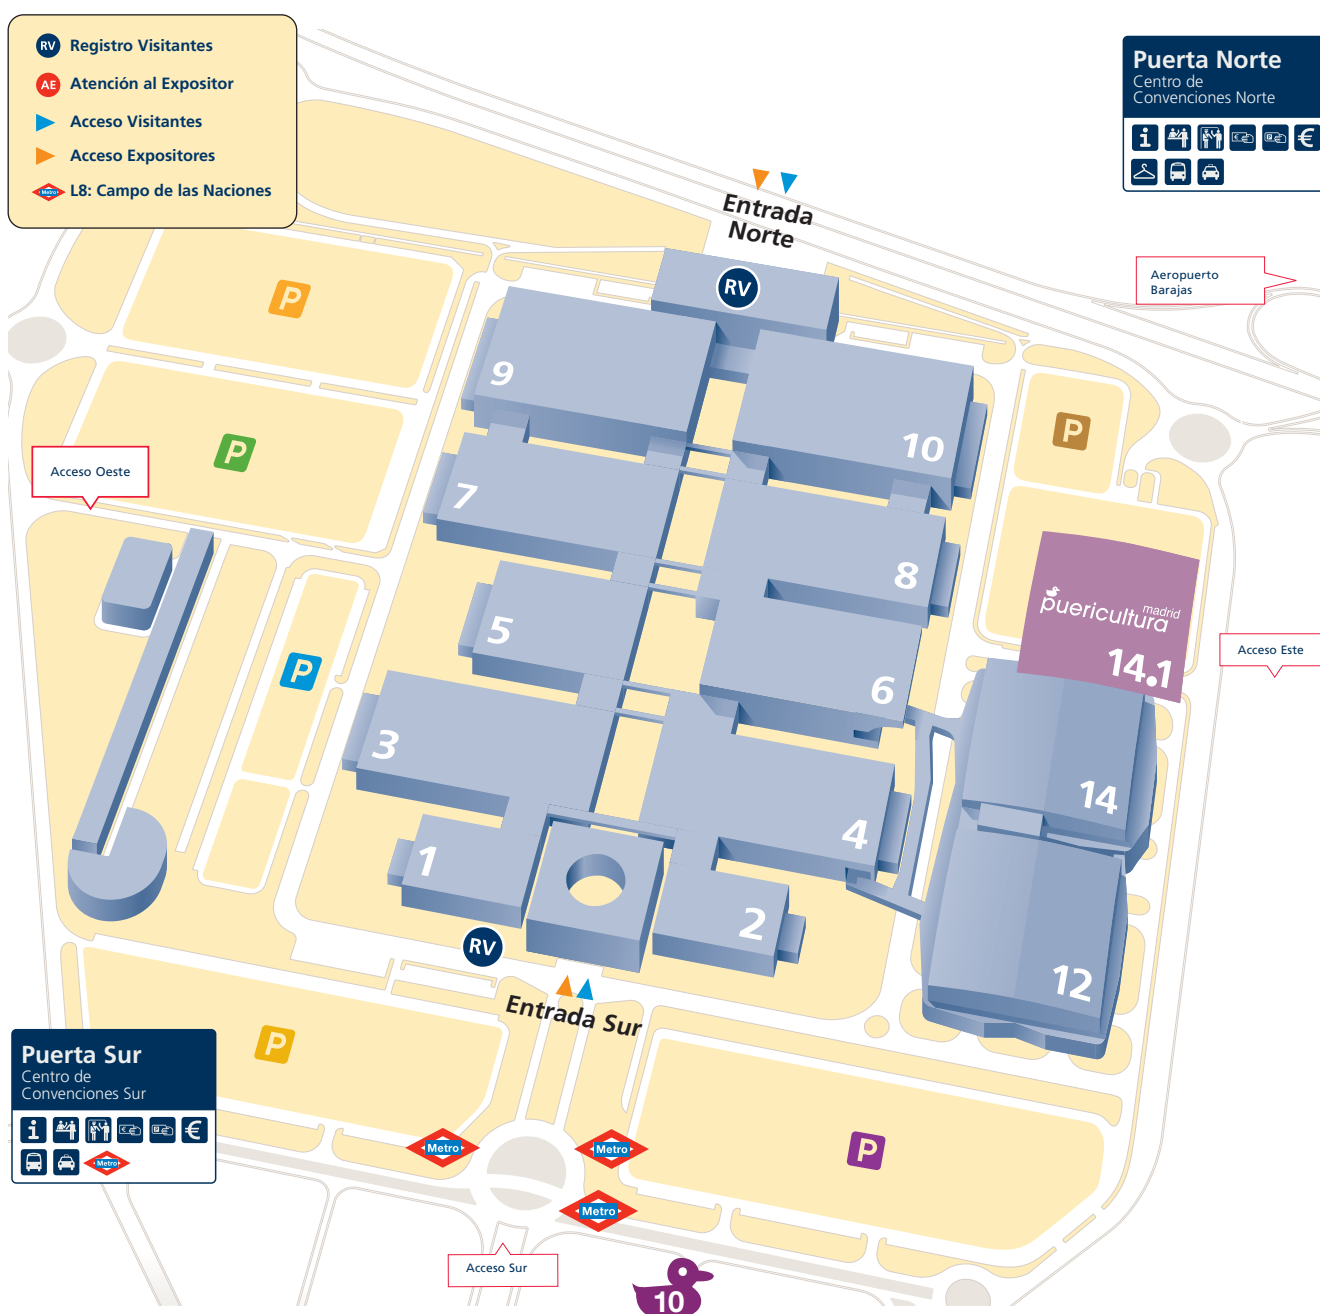 RV Registro Visitantes
AE Atención al Expositor
Acceso Visitantes
Acceso Expositores
Metro L8: Campo de las Naciones
Puerta Norte
Centro de
Convenciones Norte
i
€
Entrada
Norte
Aeropuerto
Barajas
RV
P
9
10
P
P
Acceso Oeste
7
8
puericultura
madrid
14.1
5
Acceso Este
P
6
3
14
4
1
2
RV
12
Entrada Sur
P
Puerta Sur
Centro de
Convenciones Sur
i
€
Metro
Metro
Metro
P
Metro
Acceso Sur
10